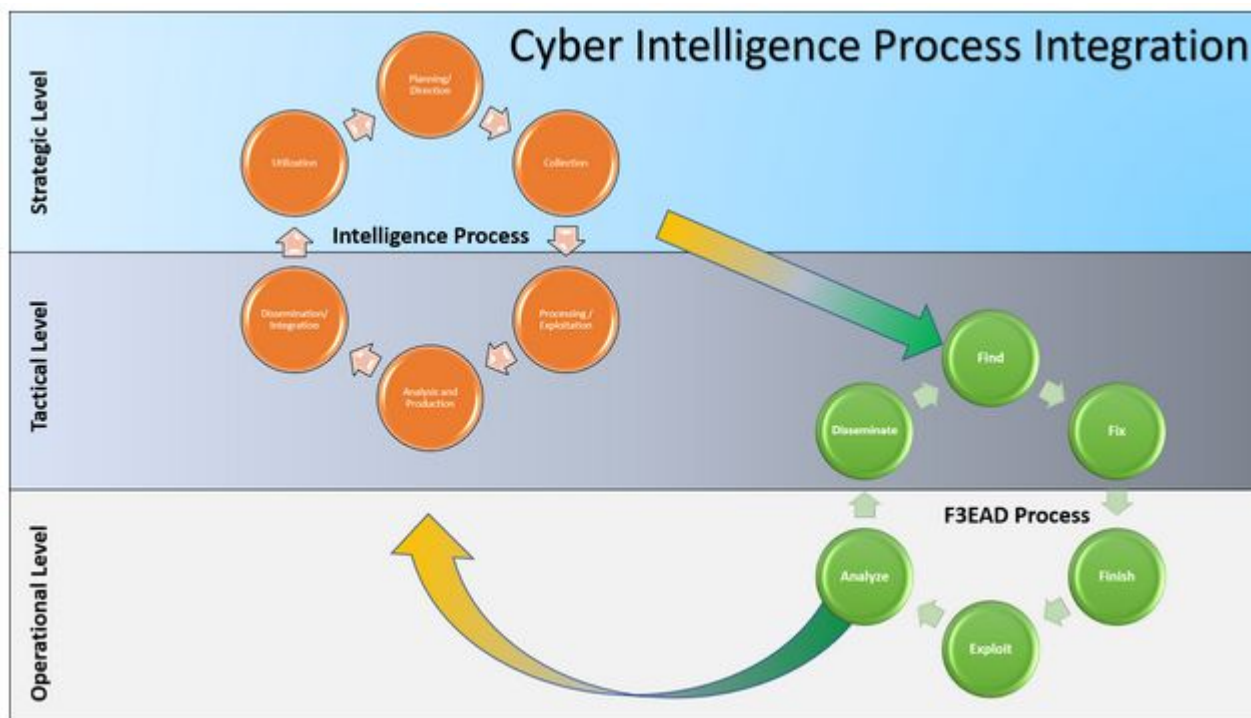 Cyber Intelligence Process Integration
Strategic Level
Planning/
Direction
Utilization
Collection
Intelligence Process
Tactical Level
Dissemination/
Integration
Processing /
Exploitation
Analysis and
Production
Find
Disseminate
Fix
Operational Level
F3EAD Process
Analyze
Finish
Exploit